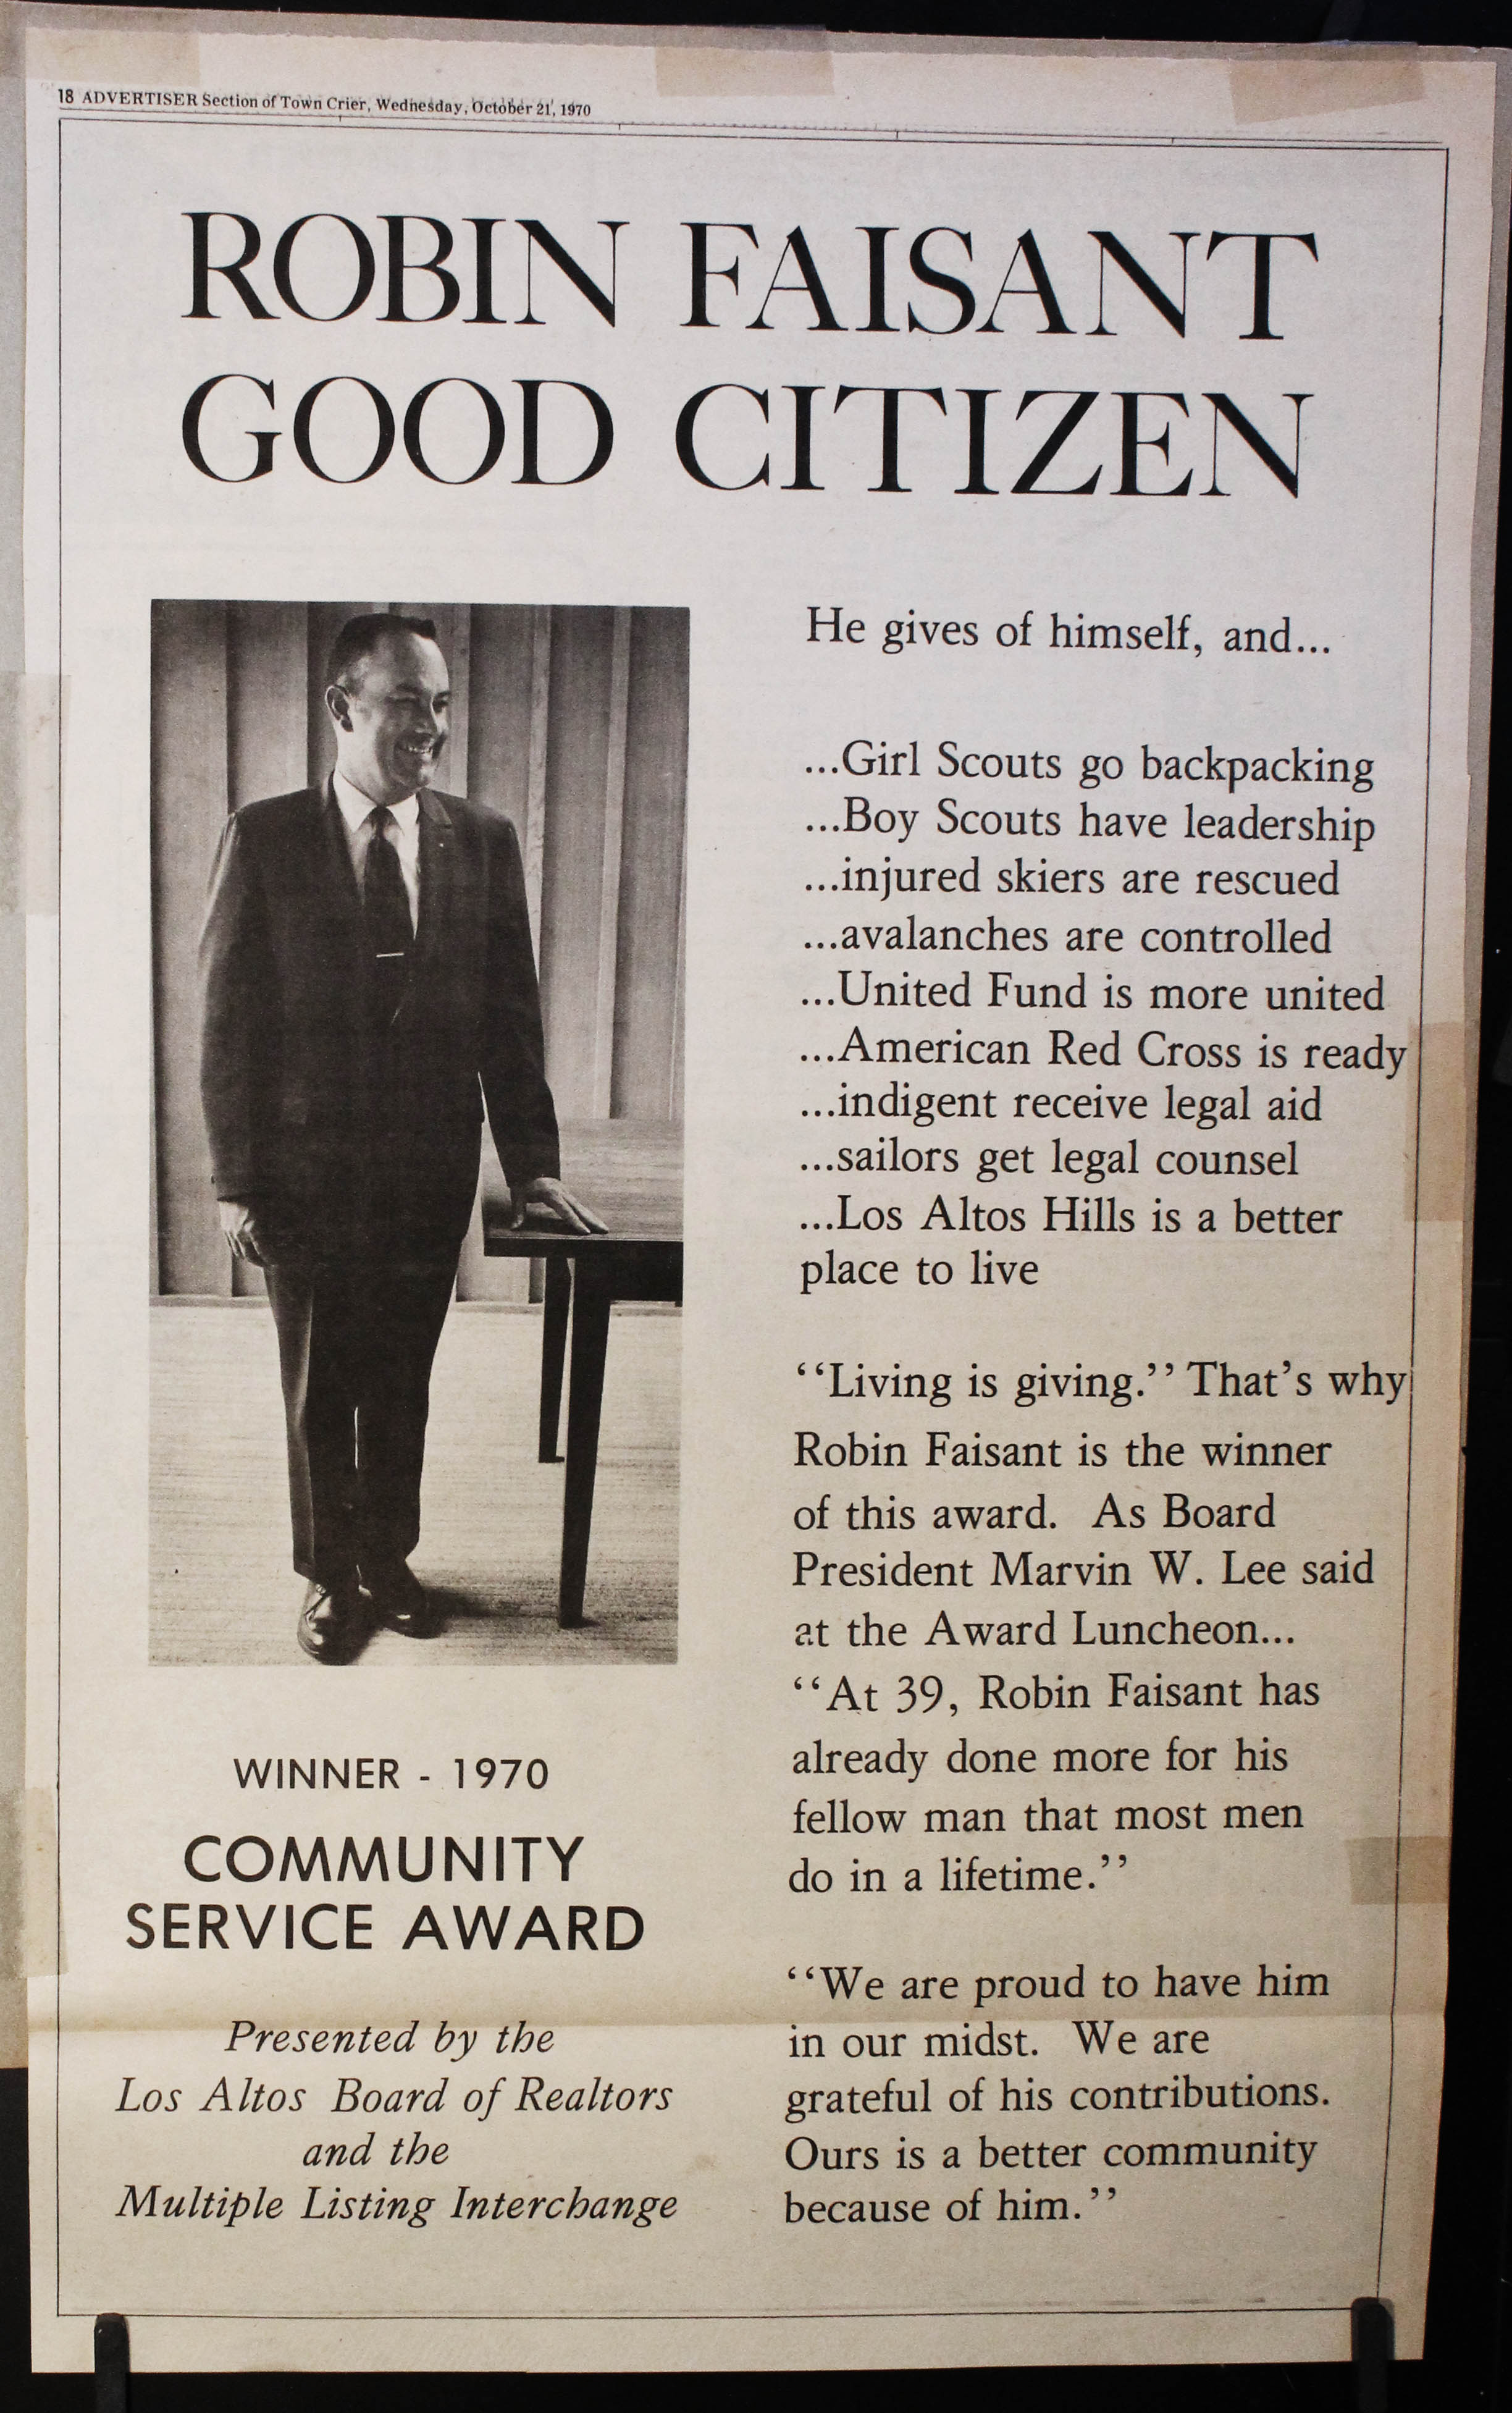 18 ADVERTISER Section of Town Crier, Wednesday, October 21, 1970
ROBIN FAISANT
GOOD CITIZEN
He gives of himself, and...
...Girl Scouts go backpacking
...Boy Scouts have leadership
...injured skiers are rescued
...avalanches are controlled
...United Fund is more united
...American Red Cross is ready
...indigent receive legal aid
...sailors get legal counsel
...Los Altos Hills is a better
place to live
‘‘Living is giving.’’ That’s why
Robin Faisant is the winner
of this award. As Board
President Marvin W. Lee said
at the Award Luncheon...
‘‘At 39, Robin Faisant has
already done more for his
fellow man that most men
do in a lifetime.’’
‘‘We are proud to have him
in our midst. We are
grateful of his contributions.
Ours is a better community
because of him.’’
WINNER - 1970
COMMUNITY
SERVICE AWARD
Presented by the
Los Altos Board of Realtors
and the
Multiple Listing Interchange